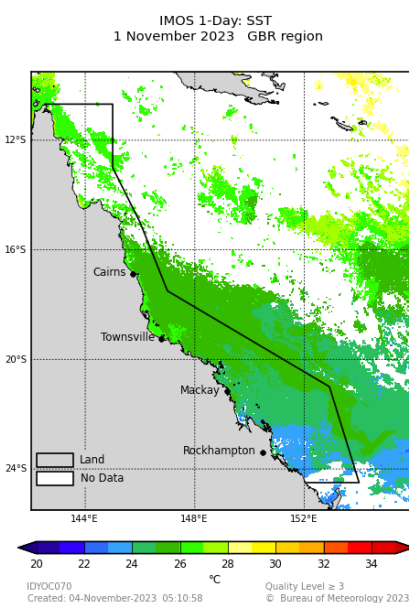 IMOS 1-Day: SST
1 November 2023 GBR region
12°S
16°S
Cairns
Townsville
20°S
Mackay
Rockhampton
Land
24°S
No Data
144°E 148°E 152°E
20 22 24 26 28 30 32 34
°C
IDYOC070 Quality Level ≥ 3
Created: 04-November-2023 05:10:58 © Bureau of Meteorology 2023